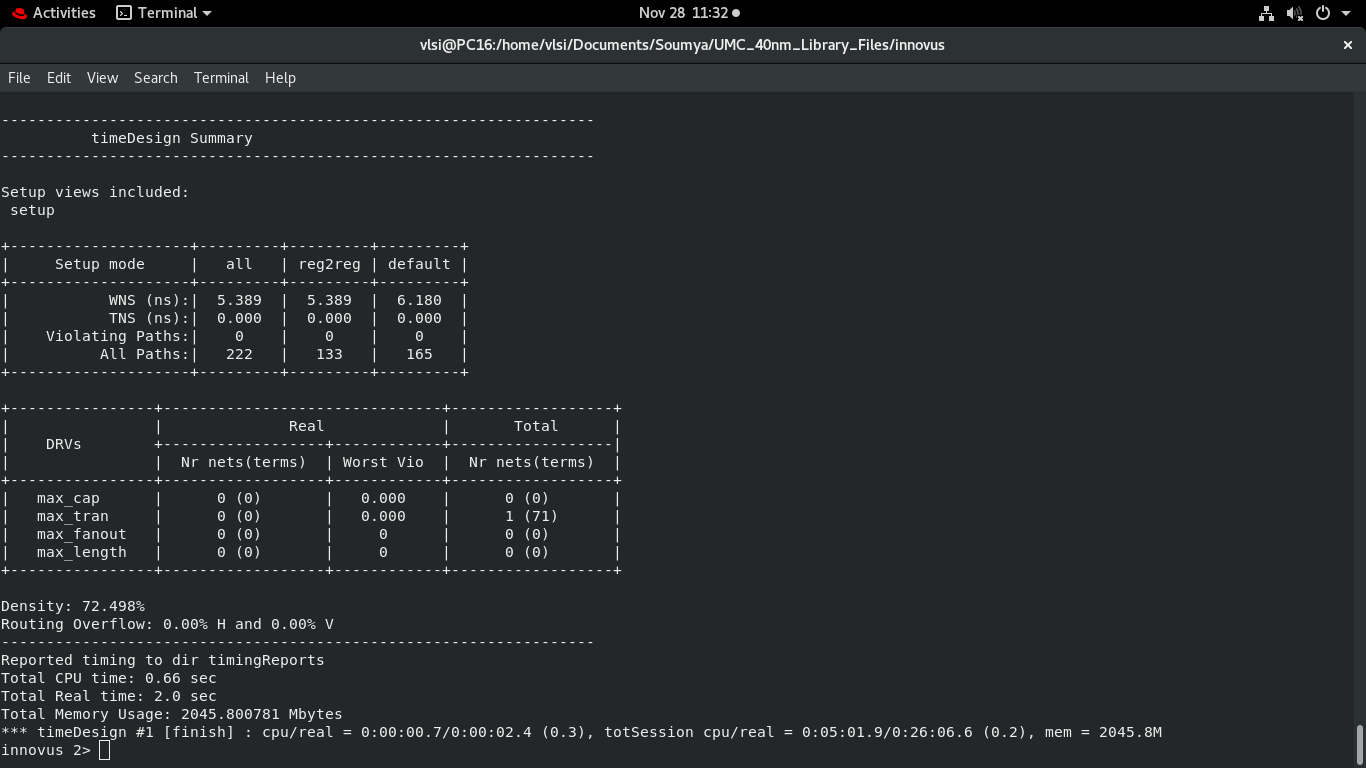 Activities Terminal Nov 28 11:32
vlsi@PC16:/home/vlsi/Documents/Soumya/UMC_40nm_Library_Files/innovus ×
File Edit View Search Terminal Help
------------------------------------------------------------------
          timeDesign Summary
------------------------------------------------------------------
Setup views included:
 setup
+--------------------+---------+---------+---------+
|     Setup mode     |   all   | reg2reg | default |
+--------------------+---------+---------+---------+
|           WNS (ns):|  5.389  |  5.389  |  6.180  |
|           TNS (ns):|  0.000  |  0.000  |  0.000  |
|    Violating Paths:|    0    |    0    |    0    |
|          All Paths:|   222   |   133   |   165   |
+--------------------+---------+---------+---------+
+----------------+-------------------------------+------------------+
|                |              Real             |       Total      |
|    DRVs        +------------------+------------+------------------|
|                |  Nr nets(terms)  | Worst Vio  |  Nr nets(terms)  |
+----------------+------------------+------------+------------------+
|   max_cap      |      0 (0)       |   0.000    |      0 (0)       |
|   max_tran     |      0 (0)       |   0.000    |      1 (71)      |
|   max_fanout   |      0 (0)       |     0      |      0 (0)       |
|   max_length   |      0 (0)       |     0      |      0 (0)       |
+----------------+------------------+------------+------------------+
Density: 72.498%
Routing Overflow: 0.00% H and 0.00% V
------------------------------------------------------------------
Reported timing to dir timingReports
Total CPU time: 0.66 sec
Total Real time: 2.0 sec
Total Memory Usage: 2045.800781 Mbytes
*** timeDesign #1 [finish] : cpu/real = 0:00:00.7/0:00:02.4 (0.3), totSession cpu/real = 0:05:01.9/0:26:06.6 (0.2), mem = 2045.8M
innovus 2>